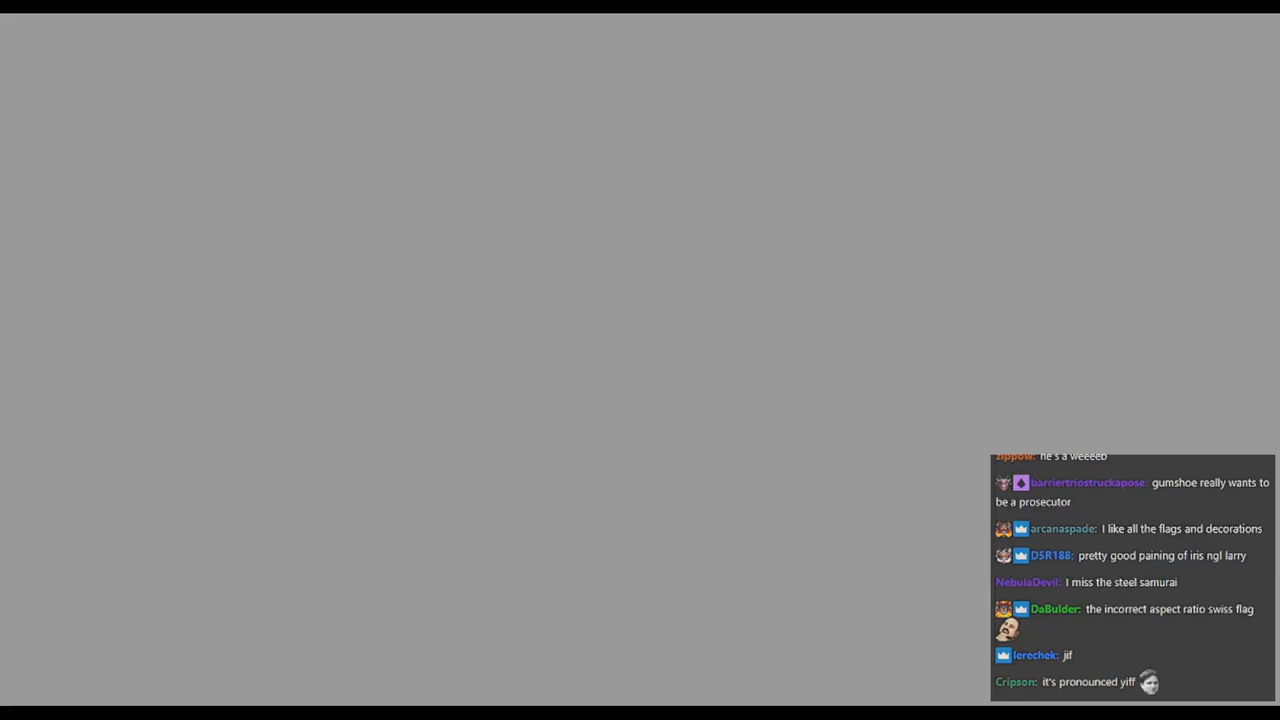 zippow: he's a weeeeb
barriertriostruckapose: gumshoe really wants to
be a prosecutor
arcanaspade: I like all the flags and decorations
DSR188: pretty good paining of iris ngl larry
NebulaDevil: I miss the steel samurai
DaBulder: the incorrect aspect ratio swiss flag
lerechek: jif
Cripson: it's pronounced yiff